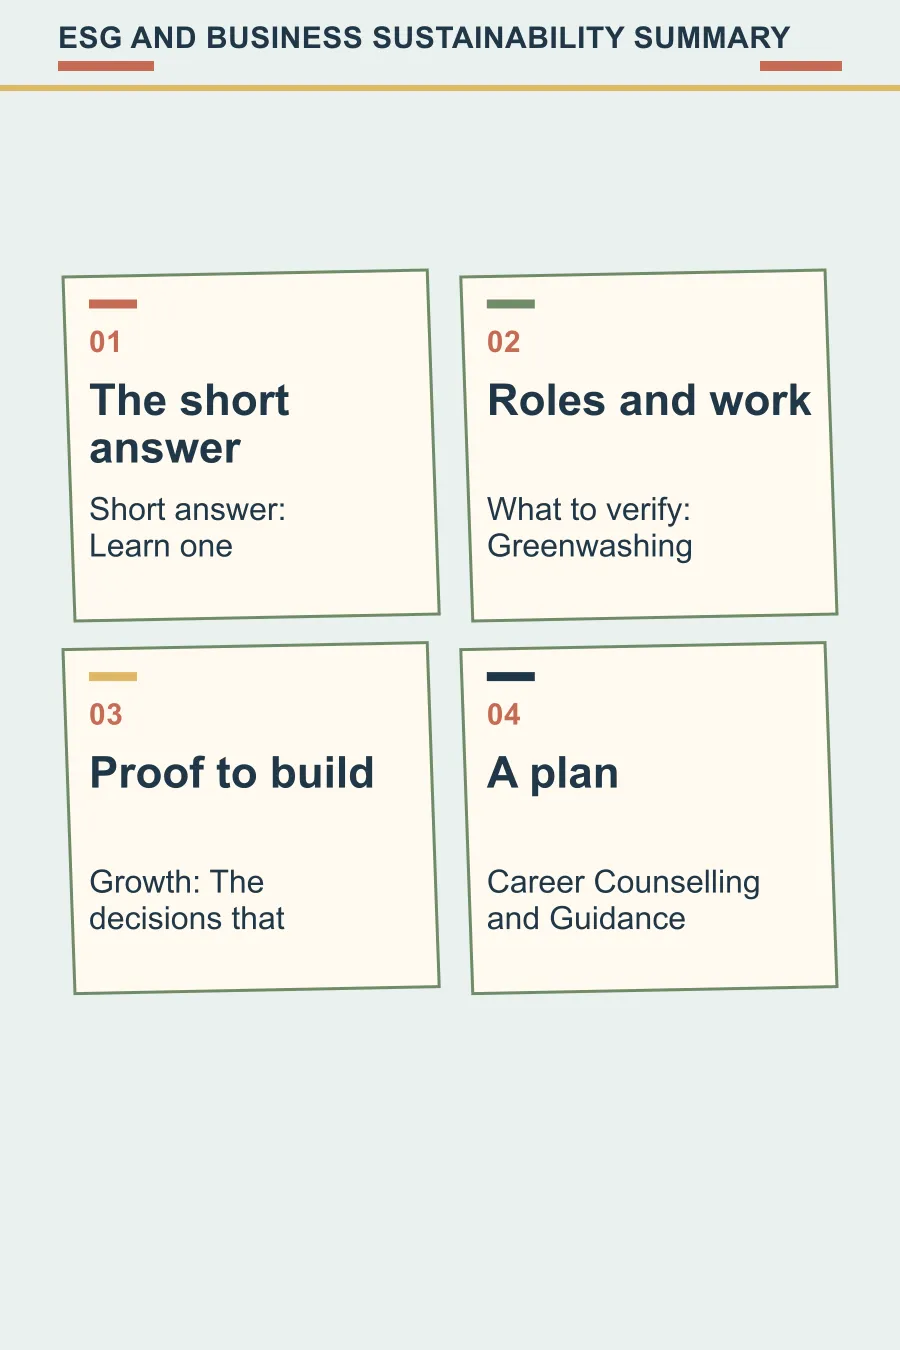 ESG AND BUSINESS SUSTAINABILITY SUMMARY
01
The short
answer
Short answer:
Learn one
02
Roles and work
What to verify:
Greenwashing
03
Proof to build
Growth: The
decisions that
04
A plan
Career Counselling
and Guidance